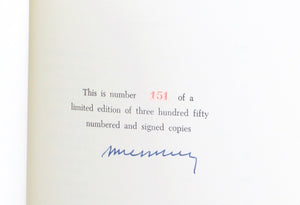 This is number 151 of a
limited edition of three hundred fifty
numbered and signed copies